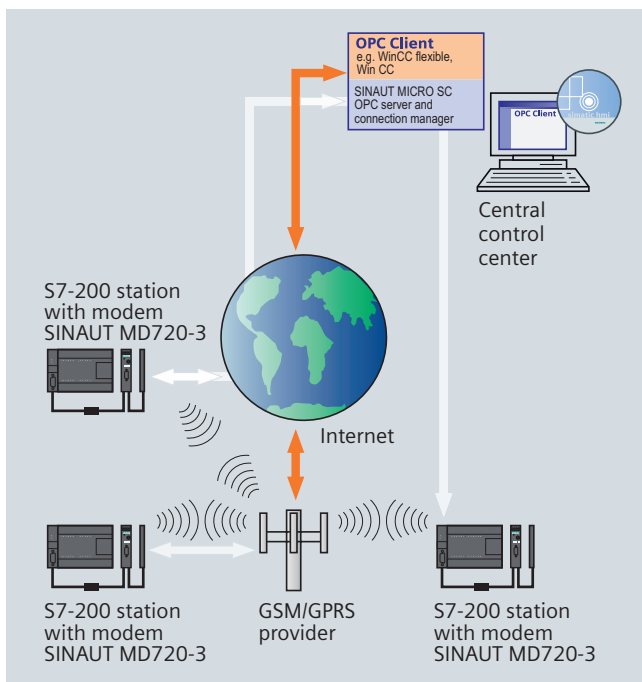 OPC Client
e.g. WinCC flexible,
Win CC
SINAUT MICRO SC
OPC server and
connection manager
OPC Client
simatic hmi
Central
control
center
S7-200 station
with modem
SINAUT MD720-3
Internet
S7-200 station
with modem
SINAUT MD720-3
GSM/GPRS
provider
S7-200 station
with modem
SINAUT MD720-3